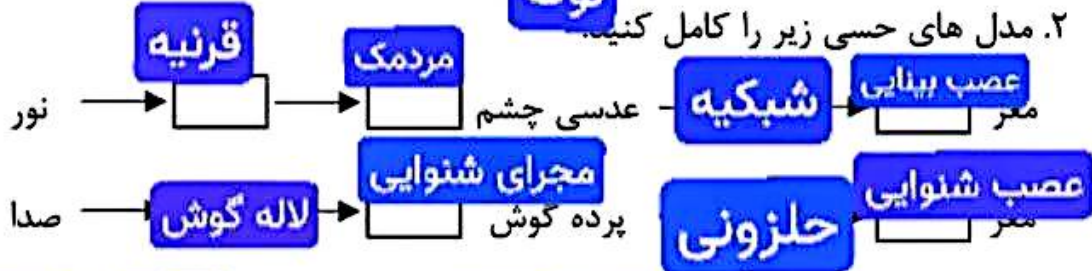 ۲. مدل های حسی زیر را کامل کنید.
قرنیه مردمک شبکیه عصب بینایی
نور عدسی چشم مغز
لاله گوش مجرای شنوایی حلزونی عصب شنوایی
صدا پرده گوش مغز